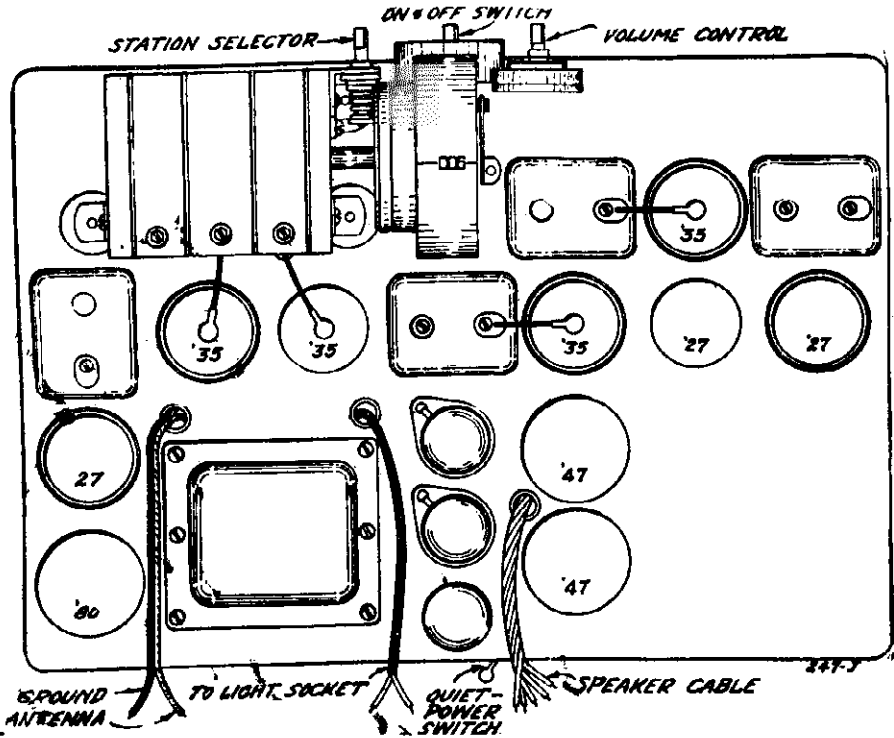 ON & OFF SWITCH
STATION SELECTOR
VOLUME CONTROL
'35
'35
'35
'35
'27
'27
27
'47
'80
'47
GROUND
ANTENNA
TO LIGHT SOCKET
QUIET-
POWER
SWITCH
SPEAKER CABLE